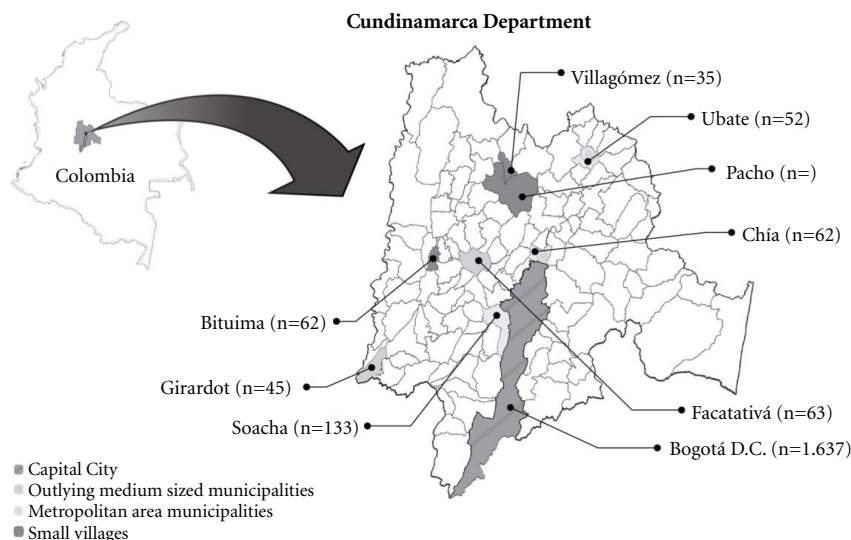 Cundinamarca Department
Villagómez (n=35)
Ubate (n=52)
Colombia
Pacho (n=)
Chía (n=62)
Bituima (n=62)
Girardot (n=45)
Facatativá (n=63)
Soacha (n=133)
Bogotá D.C. (n=1.637)
Capital City
Outlying medium sized municipalities
Metropolitan area municipalities
Small villages